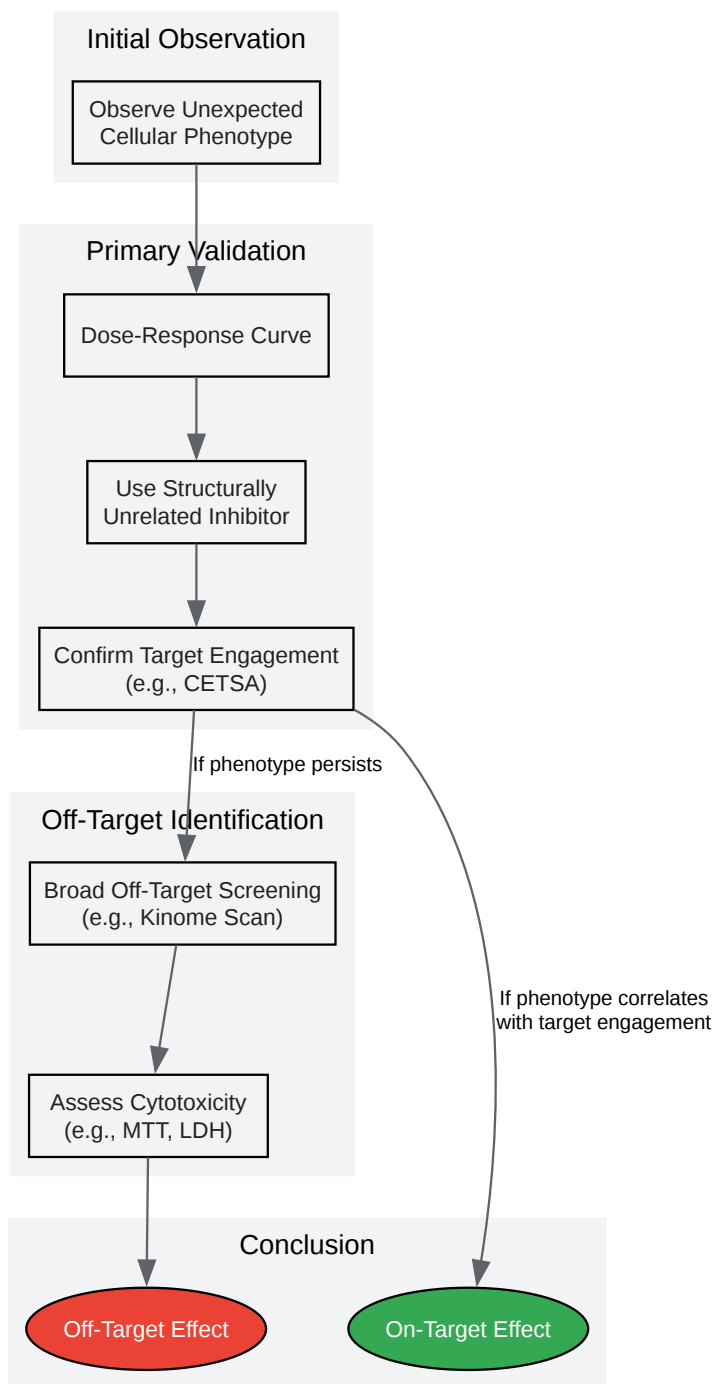 Initial Observation
Observe Unexpected
Cellular Phenotype
Primary Validation
Dose-Response Curve
Use Structurally
Unrelated Inhibitor
Confirm Target Engagement
(e.g., CETSA)
If phenotype persists
Off-Target Identification
Broad Off-Target Screening
(e.g., Kinome Scan)
If phenotype correlates
with target engagement
Assess Cytotoxicity
(e.g., MTT, LDH)
Conclusion
Off-Target Effect
On-Target Effect